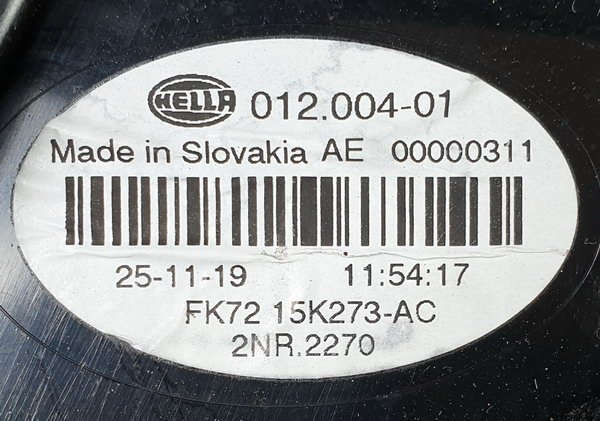 HELLA 012.004-01
Made in Slovakia AE 00000311
25-11-19 11:54:17
FK72 15K273-AC
2NR.2270